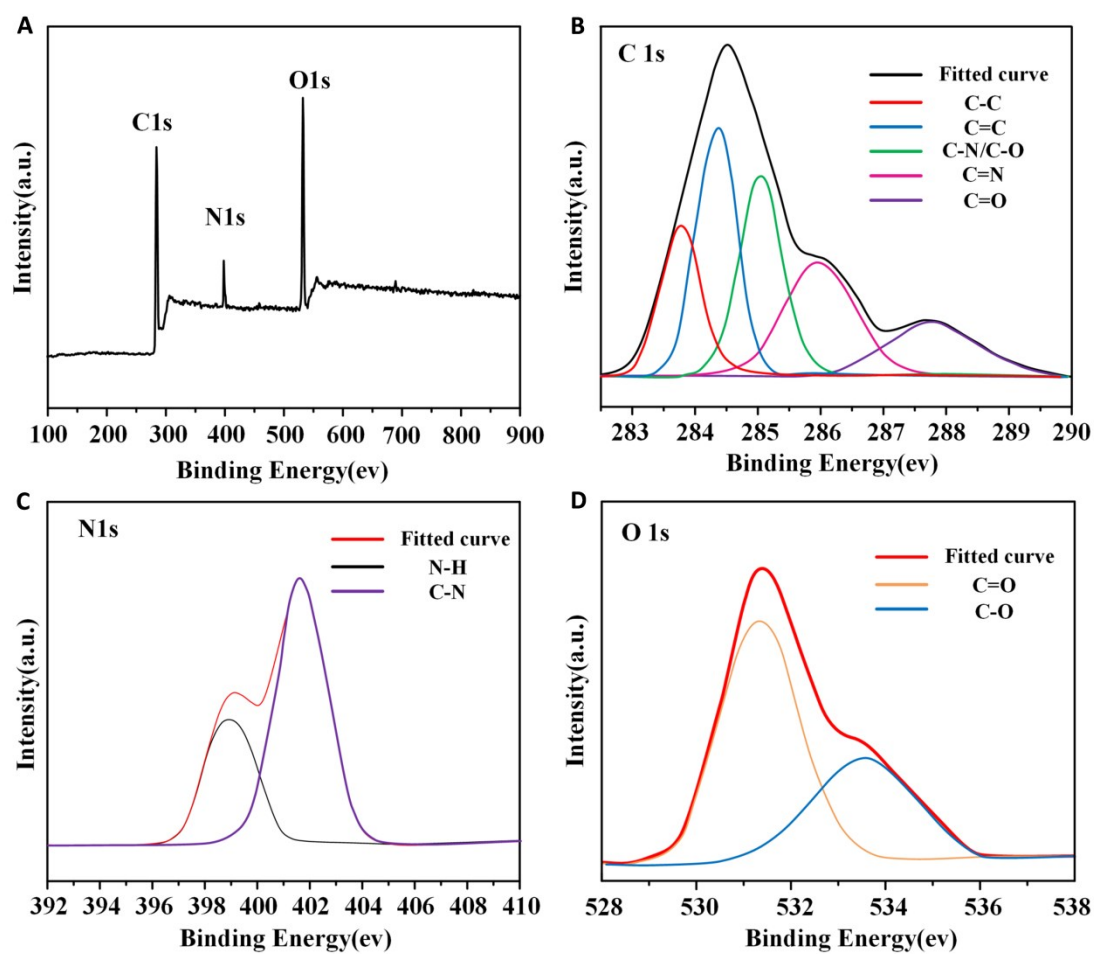 A
C1s
N1s
O1s
Intensity(a.u.)
100 200 300 400 500 600 700 800 900
Binding Energy(ev)
B
C 1s
Fitted curve
C-C
C=C
C-N/C-O
C=N
C=O
Intensity(a.u.)
283 284 285 286 287 288 289 290
Binding Energy(ev)
C
N1s
Fitted curve
N-H
C-N
Intensity(a.u.)
392 394 396 398 400 402 404 406 408 410
Binding Energy(ev)
D
O 1s
Fitted curve
C=O
C-O
Intensity(a.u.)
528 530 532 534 536 538
Binding Energy(ev)